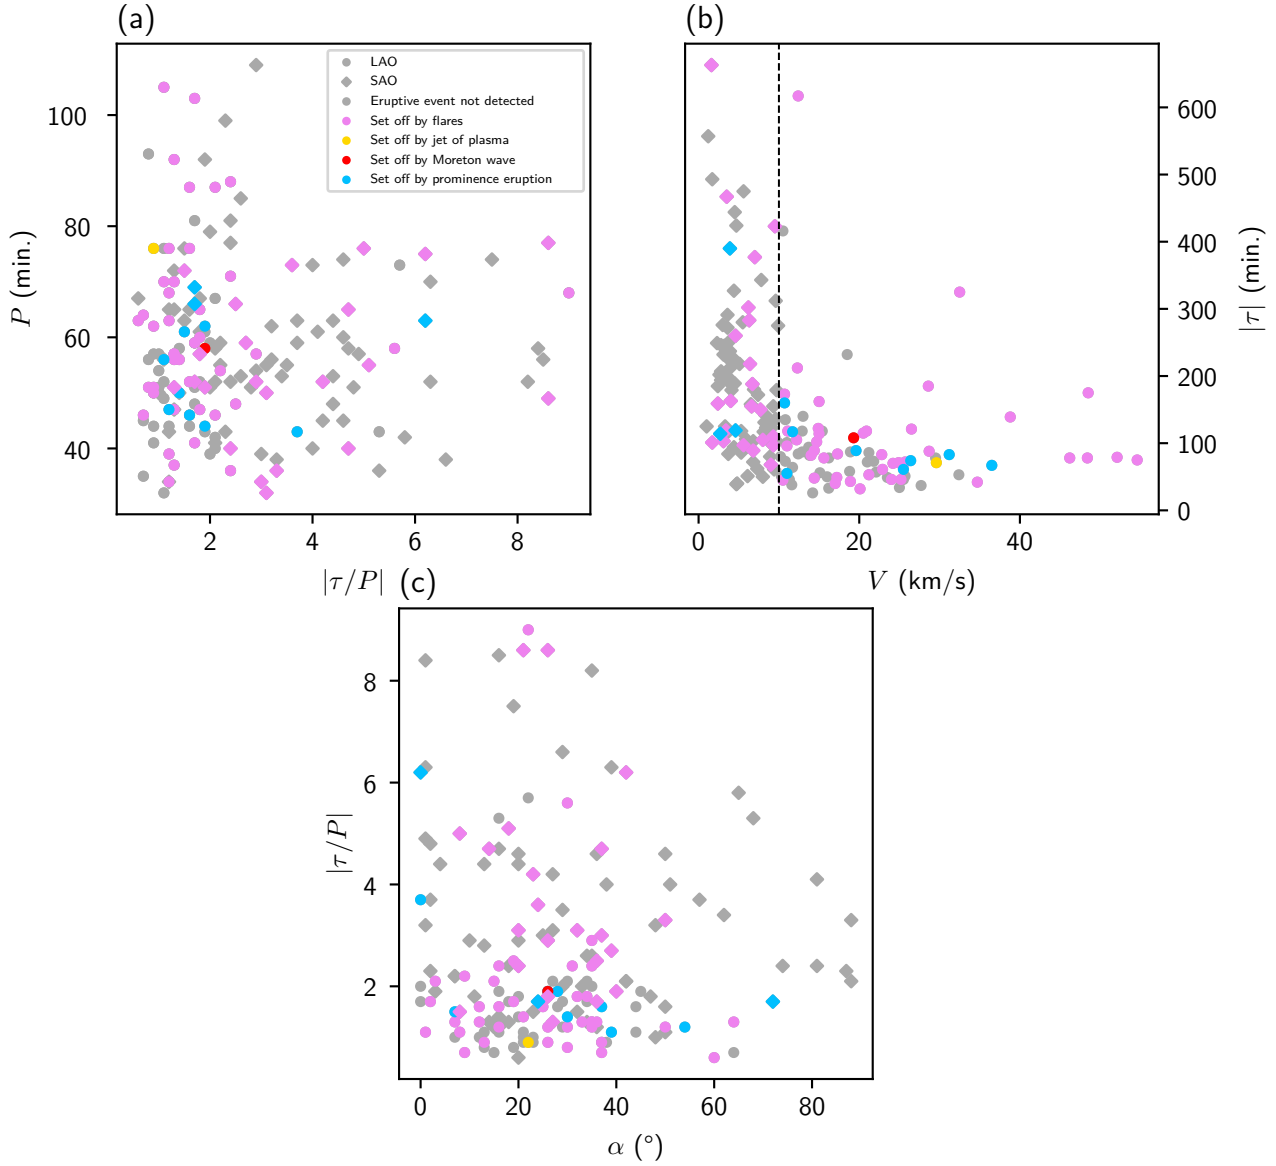 (a)
(b)
LAO
SAO
Eruptive event not detected
Set off by flares
Set off by jet of plasma
Set off by Moreton wave
Set off by prominence eruption
100
80
60
40
P (min.)
2 4 6 8
|τ/P|
600
500
400
300
200
100
0
|τ| (min.)
0 20 40
V (km/s)
(c)
8
6
4
2
|τ/P|
0 20 40 60 80
α (°)